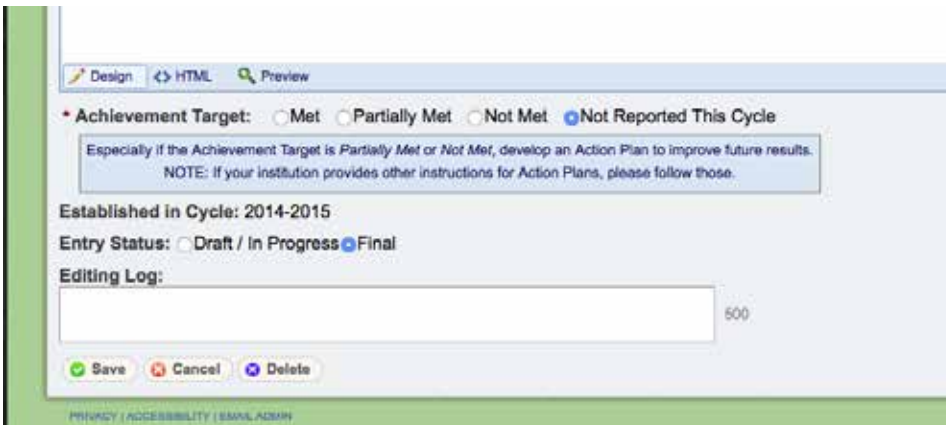 Design <> HTML Preview
* Achievement Target: Met Partially Met Not Met Not Reported This Cycle
Especially if the Achievement Target is Partially Met or Not Met, develop an Action Plan to improve future results.
NOTE: If your institution provides other instructions for Action Plans, please follow those.
Established in Cycle: 2014-2015
Entry Status: Draft / In Progress Final
Editing Log:
500
Save Cancel Delete
PRIVACY | ACCESSIBILITY | EMAIL ADMIN